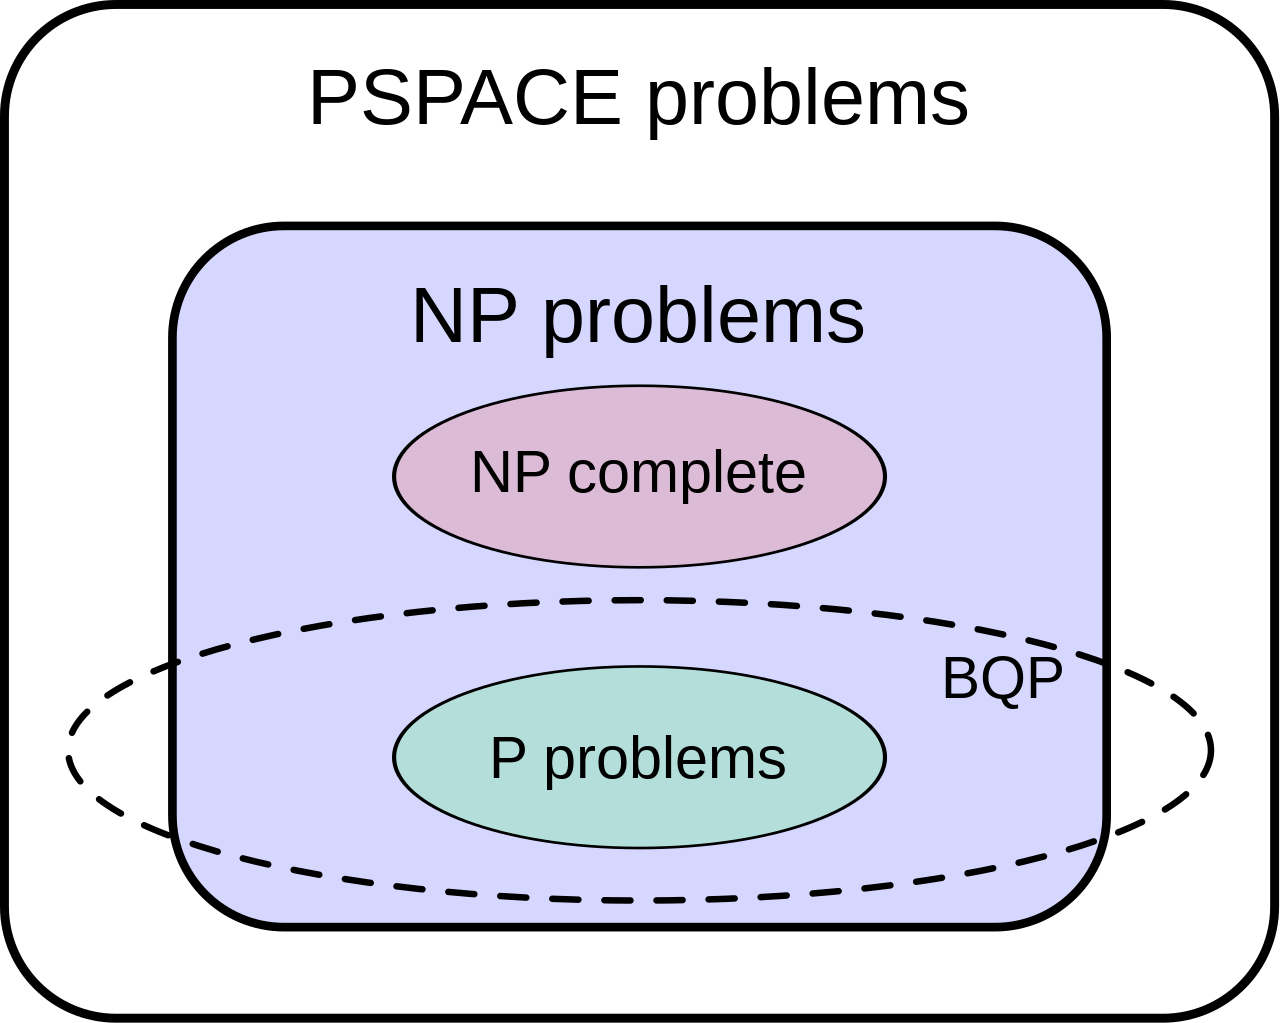 PSPACE problems
NP problems
NP complete
BQP
P problems